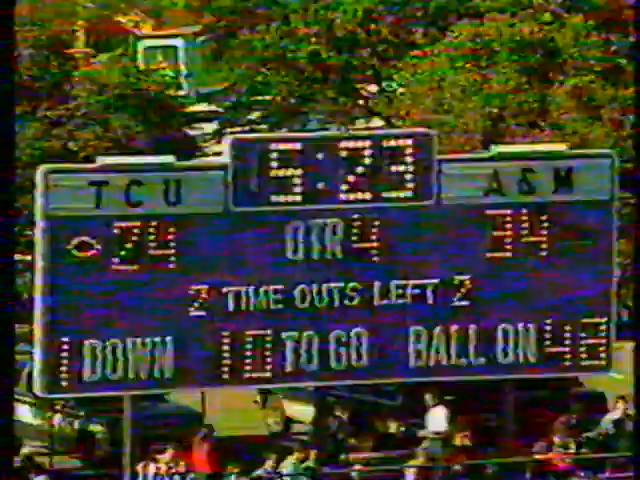 5:23
TCU A&M
24 QTR 4 34
2 TIME OUTS LEFT 2
1 DOWN 10 TO GO BALL ON 48